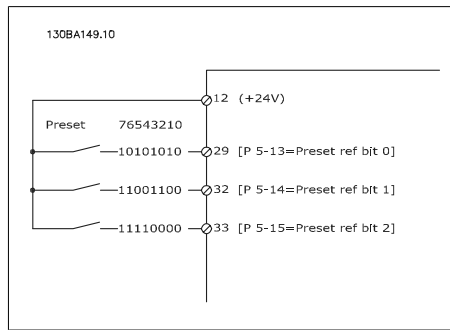 130BA149.10
12 (+24V)
Preset 76543210
10101010 29 [P 5-13=Preset ref bit 0]
11001100 32 [P 5-14=Preset ref bit 1]
11110000 33 [P 5-15=Preset ref bit 2]